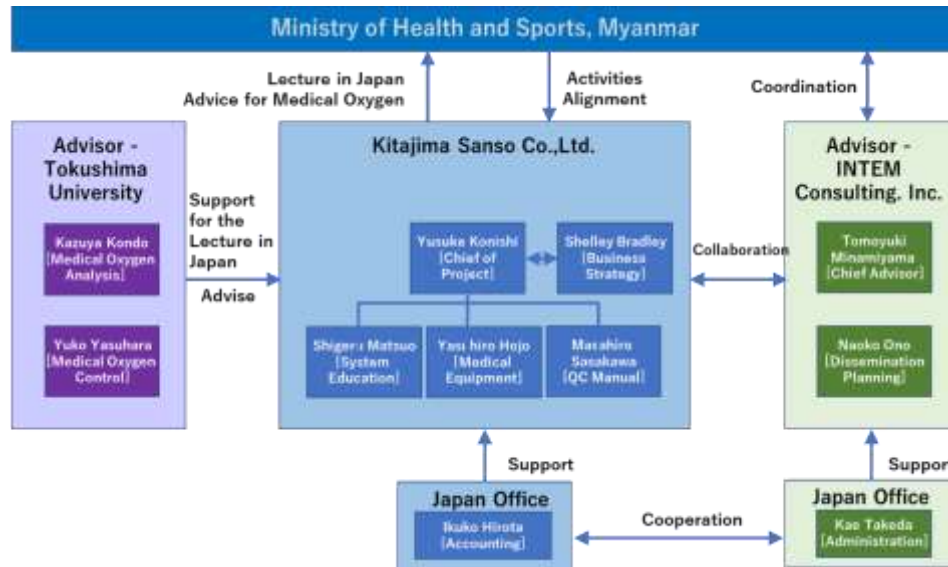 Ministry of Health and Sports, Myanmar
Lecture in Japan
Advice for Medical Oxygen
Activities
Alignment
Coordination
Advisor -
Tokushima
University
Kazuya Kondo
[Medical Oxygen
Analysis]
Yuko Yasuhara
[Medical Oxygen
Control]
Support
for the
Lecture in
Japan
Advise
Kitajima Sanso Co.,Ltd.
Yusuke Konishi
[Chief of
Project]
Shelley Bradley
[Business
Strategy]
Shigeru Matsuo
[System
Education]
Yasuhiro Hojo
[Medical
Equipment]
Masahiro
Sasakawa
[QC Manual]
Collaboration
Advisor -
INTEM
Consulting. Inc.
Tomoyuki
Minamiyama
[Chief Advisor]
Naoko Ono
[Dissemination
Planning]
Support
Support
Japan Office
Ikuko Hirota
[Accounting]
Cooperation
Japan Office
Kae Takeda
[Administration]